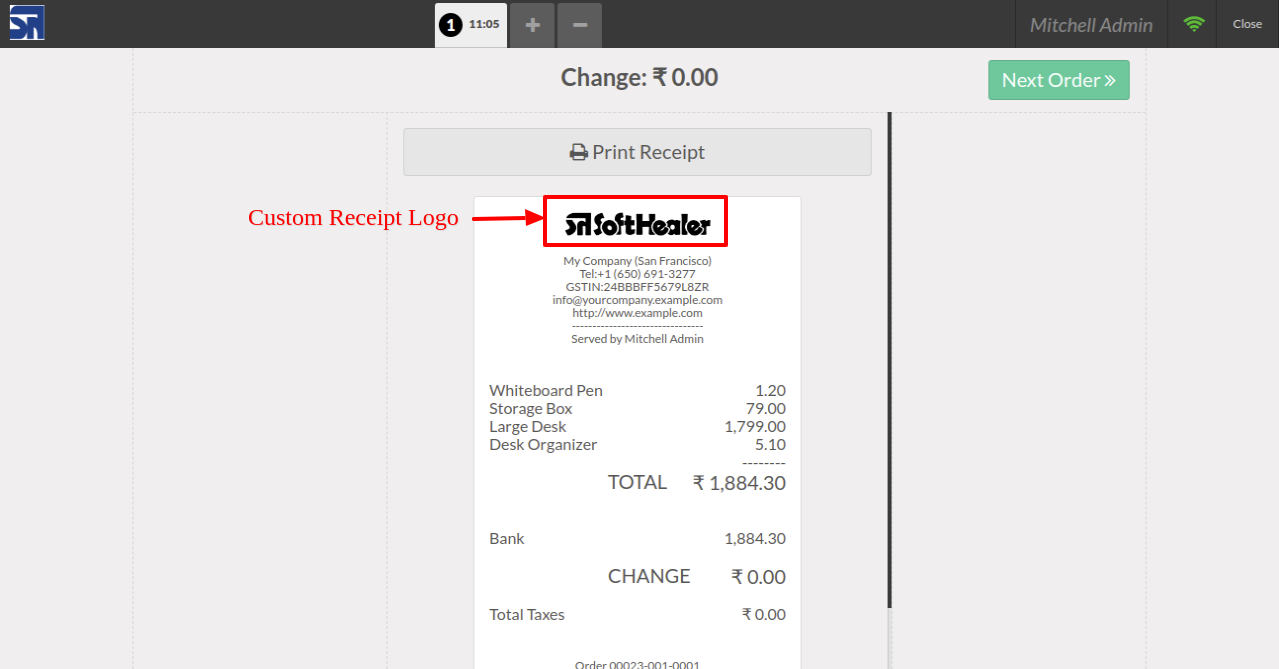 1 11:05
Mitchell Admin
Close
Change: ₹ 0.00
Next Order
Print Receipt
Custom Receipt Logo
SoftHealer
My Company (San Francisco)
Tel:+1 (650) 691-3277
GSTIN:24BBBFF5679L8ZR
info@yourcompany.example.com
http://www.example.com
--------------------------------
Served by Mitchell Admin
Whiteboard Pen 1.20
Storage Box 79.00
Large Desk 1,799.00
Desk Organizer 5.10
--------
TOTAL ₹ 1,884.30
Bank 1,884.30
CHANGE ₹ 0.00
Total Taxes ₹ 0.00
Order 00023-001-0001